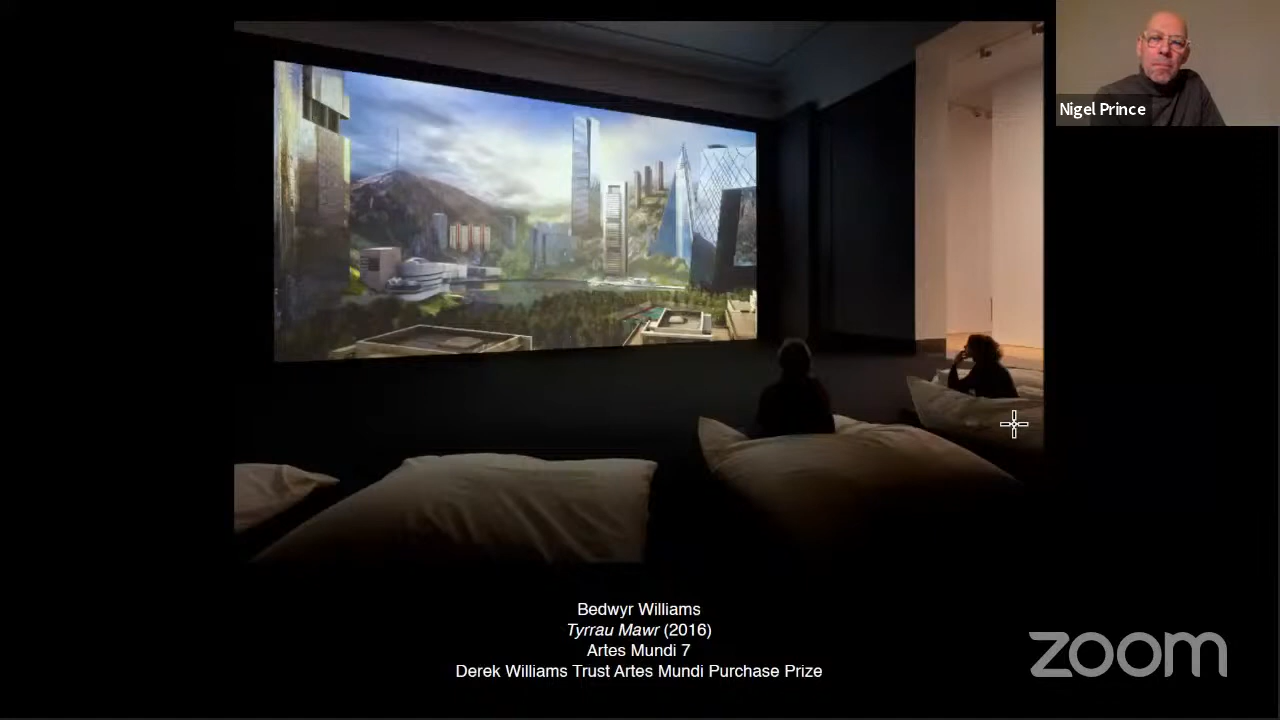 Nigel Prince
Bedwyr Williams
Tyrrau Mawr (2016)
Artes Mundi 7
Derek Williams Trust Artes Mundi Purchase Prize
zoom